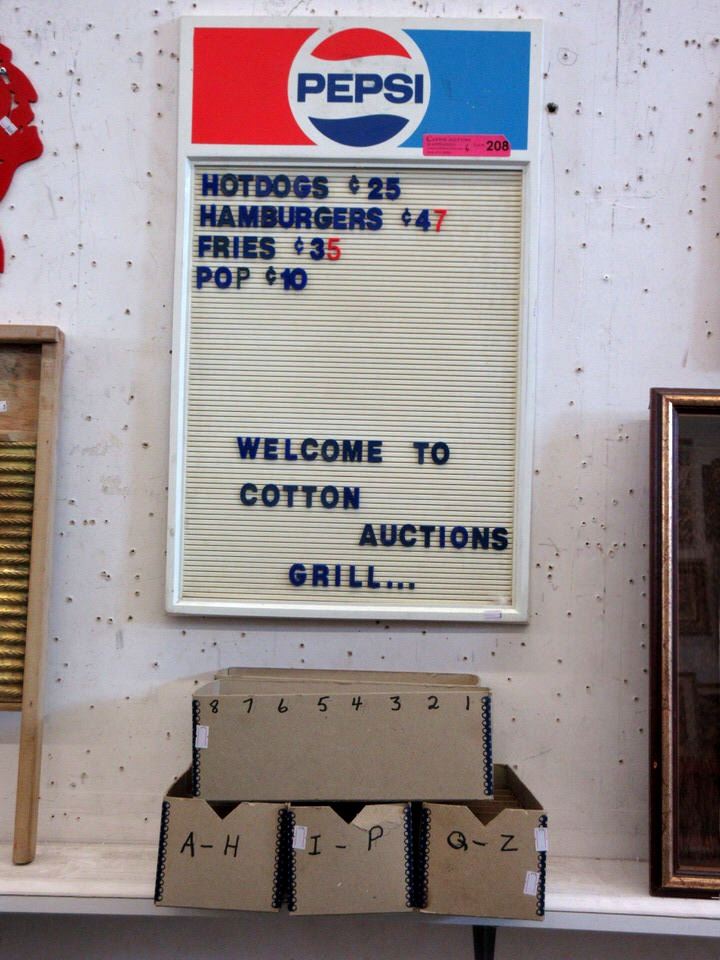 PEPSI
208
HOTDOGS ¢ 25
HAMBURGERS ¢47
FRIES ¢35
POP ¢10
WELCOME TO
COTTON
AUCTIONS
GRILL...
8 7 6 5 4 3 2 1
A-H
I-P
Q-Z